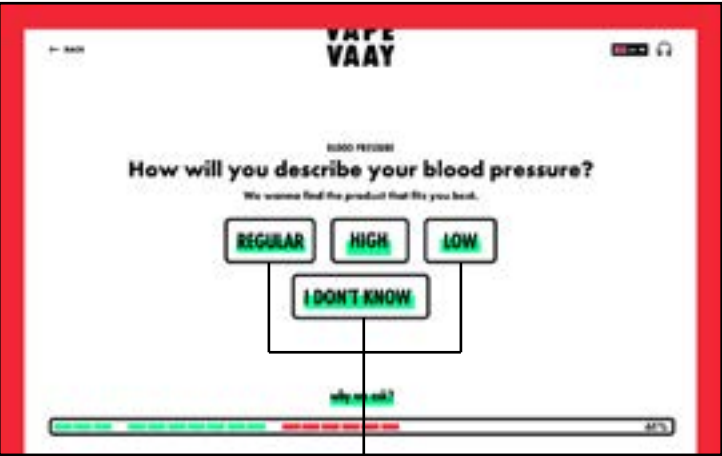 ← BACK
VAPE
VAAY
BLOOD PRESSURE
How will you describe your blood pressure?
We wanna find the product that fits you best.
REGULAR HIGH LOW
I DON'T KNOW
why we ask?